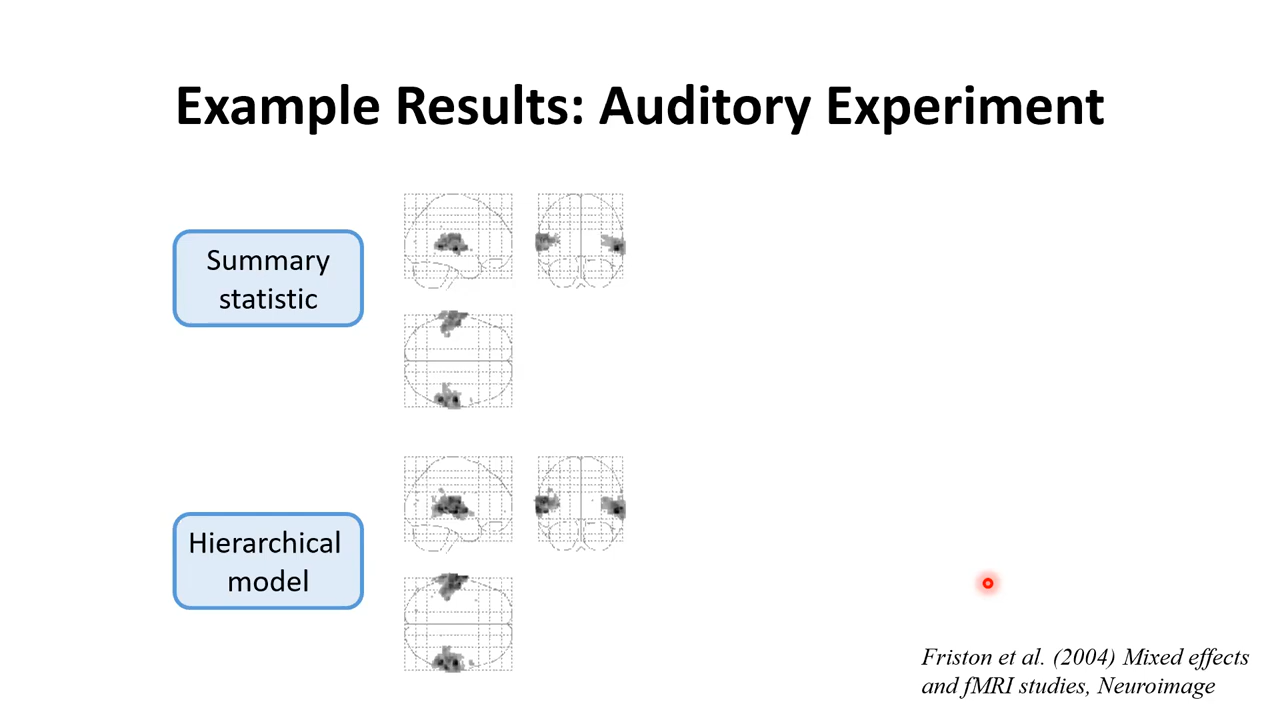 Example Results: Auditory Experiment
Summary
statistic
Hierarchical
model
Friston et al. (2004) Mixed effects
and fMRI studies, Neuroimage